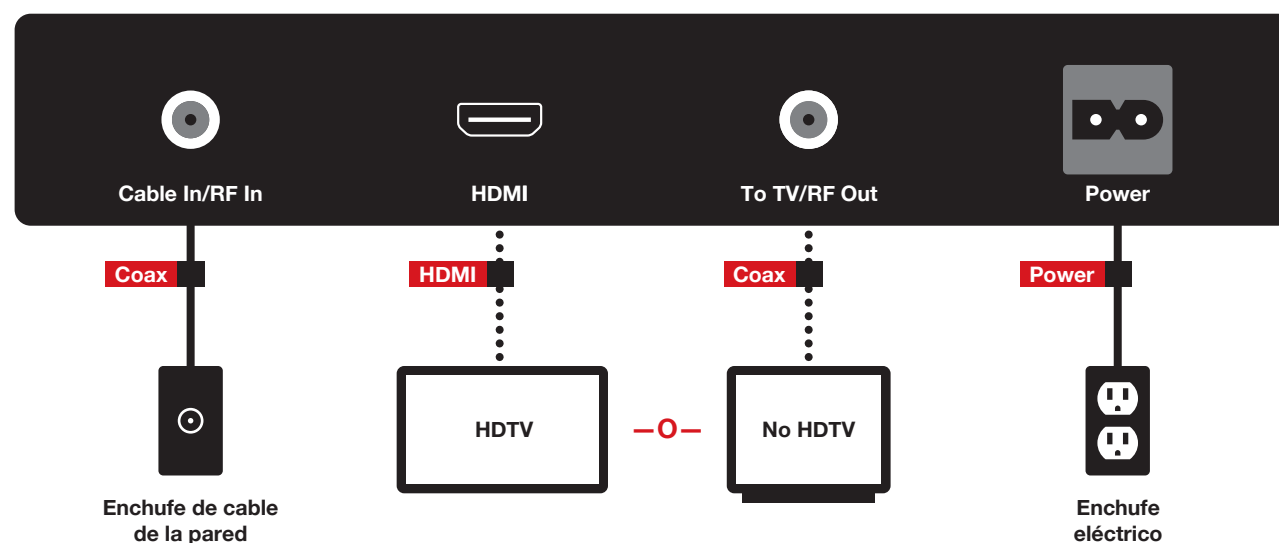 Cable In/RF In
HDMI
To TV/RF Out
Power
Coax
HDMI
Coax
Power
HDTV
—O—
No HDTV
Enchufe de cable
de la pared
Enchufe
eléctrico